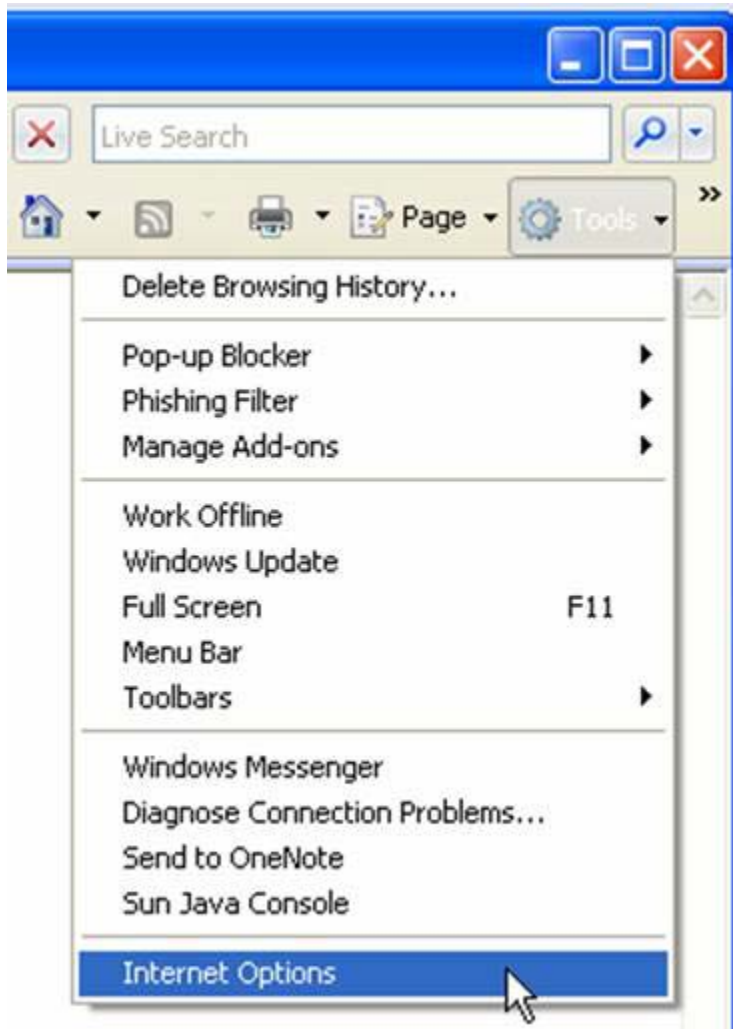 Live Search
Page Tools »
Delete Browsing History...
Pop-up Blocker
Phishing Filter
Manage Add-ons
Work Offline
Windows Update
Full Screen F11
Menu Bar
Toolbars
Windows Messenger
Diagnose Connection Problems...
Send to OneNote
Sun Java Console
Internet Options